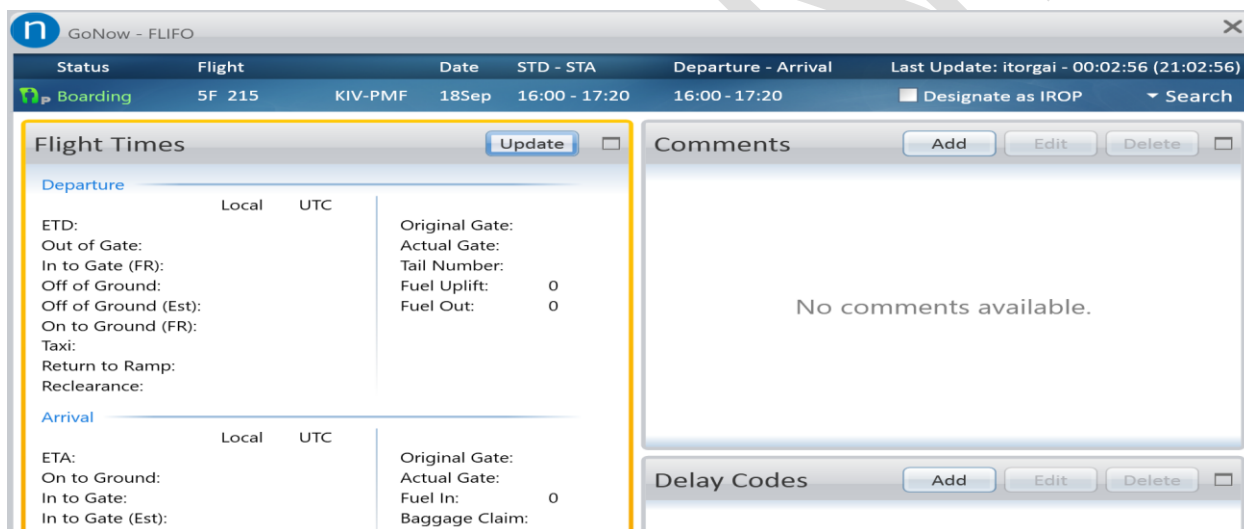 n GoNow - FLIFO
Status Flight Date STD - STA Departure - Arrival Last Update: itorgai - 00:02:56 (21:02:56)
P Boarding 5F 215 KIV-PMF 18Sep 16:00 - 17:20 16:00 - 17:20 Designate as IROP Search
Flight Times Update
Departure
Local UTC
ETD:
Out of Gate:
In to Gate (FR):
Off of Ground:
Off of Ground (Est):
On to Ground (FR):
Taxi:
Return to Ramp:
Reclearance:
Original Gate:
Actual Gate:
Tail Number:
Fuel Uplift: 0
Fuel Out: 0
Arrival
Local UTC
ETA:
On to Ground:
In to Gate:
In to Gate (Est):
Original Gate:
Actual Gate:
Fuel In: 0
Baggage Claim:
Comments Add Edit Delete
No comments available.
Delay Codes Add Edit Delete